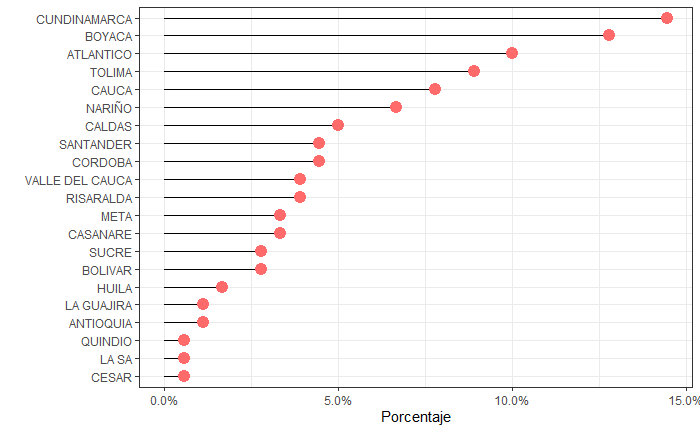 CUNDINAMARCA
BOYACA
ATLANTICO
TOLIMA
CAUCA
NARIÑO
CALDAS
SANTANDER
CORDOBA
VALLE DEL CAUCA
RISARALDA
META
CASANARE
SUCRE
BOLIVAR
HUILA
LA GUAJIRA
ANTIOQUIA
QUINDIO
LA SA
CESAR
0.0% 5.0% 10.0% 15.0%
Porcentaje